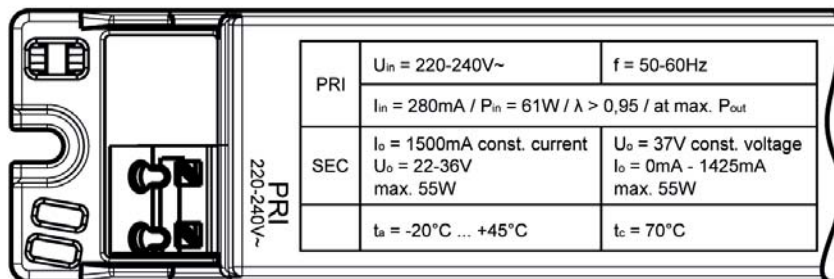 PRI
220-240V~
PRI
Uin = 220-240V~
f = 50-60Hz
Iin = 280mA / Pin = 61W / λ > 0,95 / at max. Pout
SEC
Io = 1500mA const. current
Uo = 22-36V
max. 55W
Uo = 37V const. voltage
Io = 0mA - 1425mA
max. 55W
ta = -20°C ... +45°C
tc = 70°C